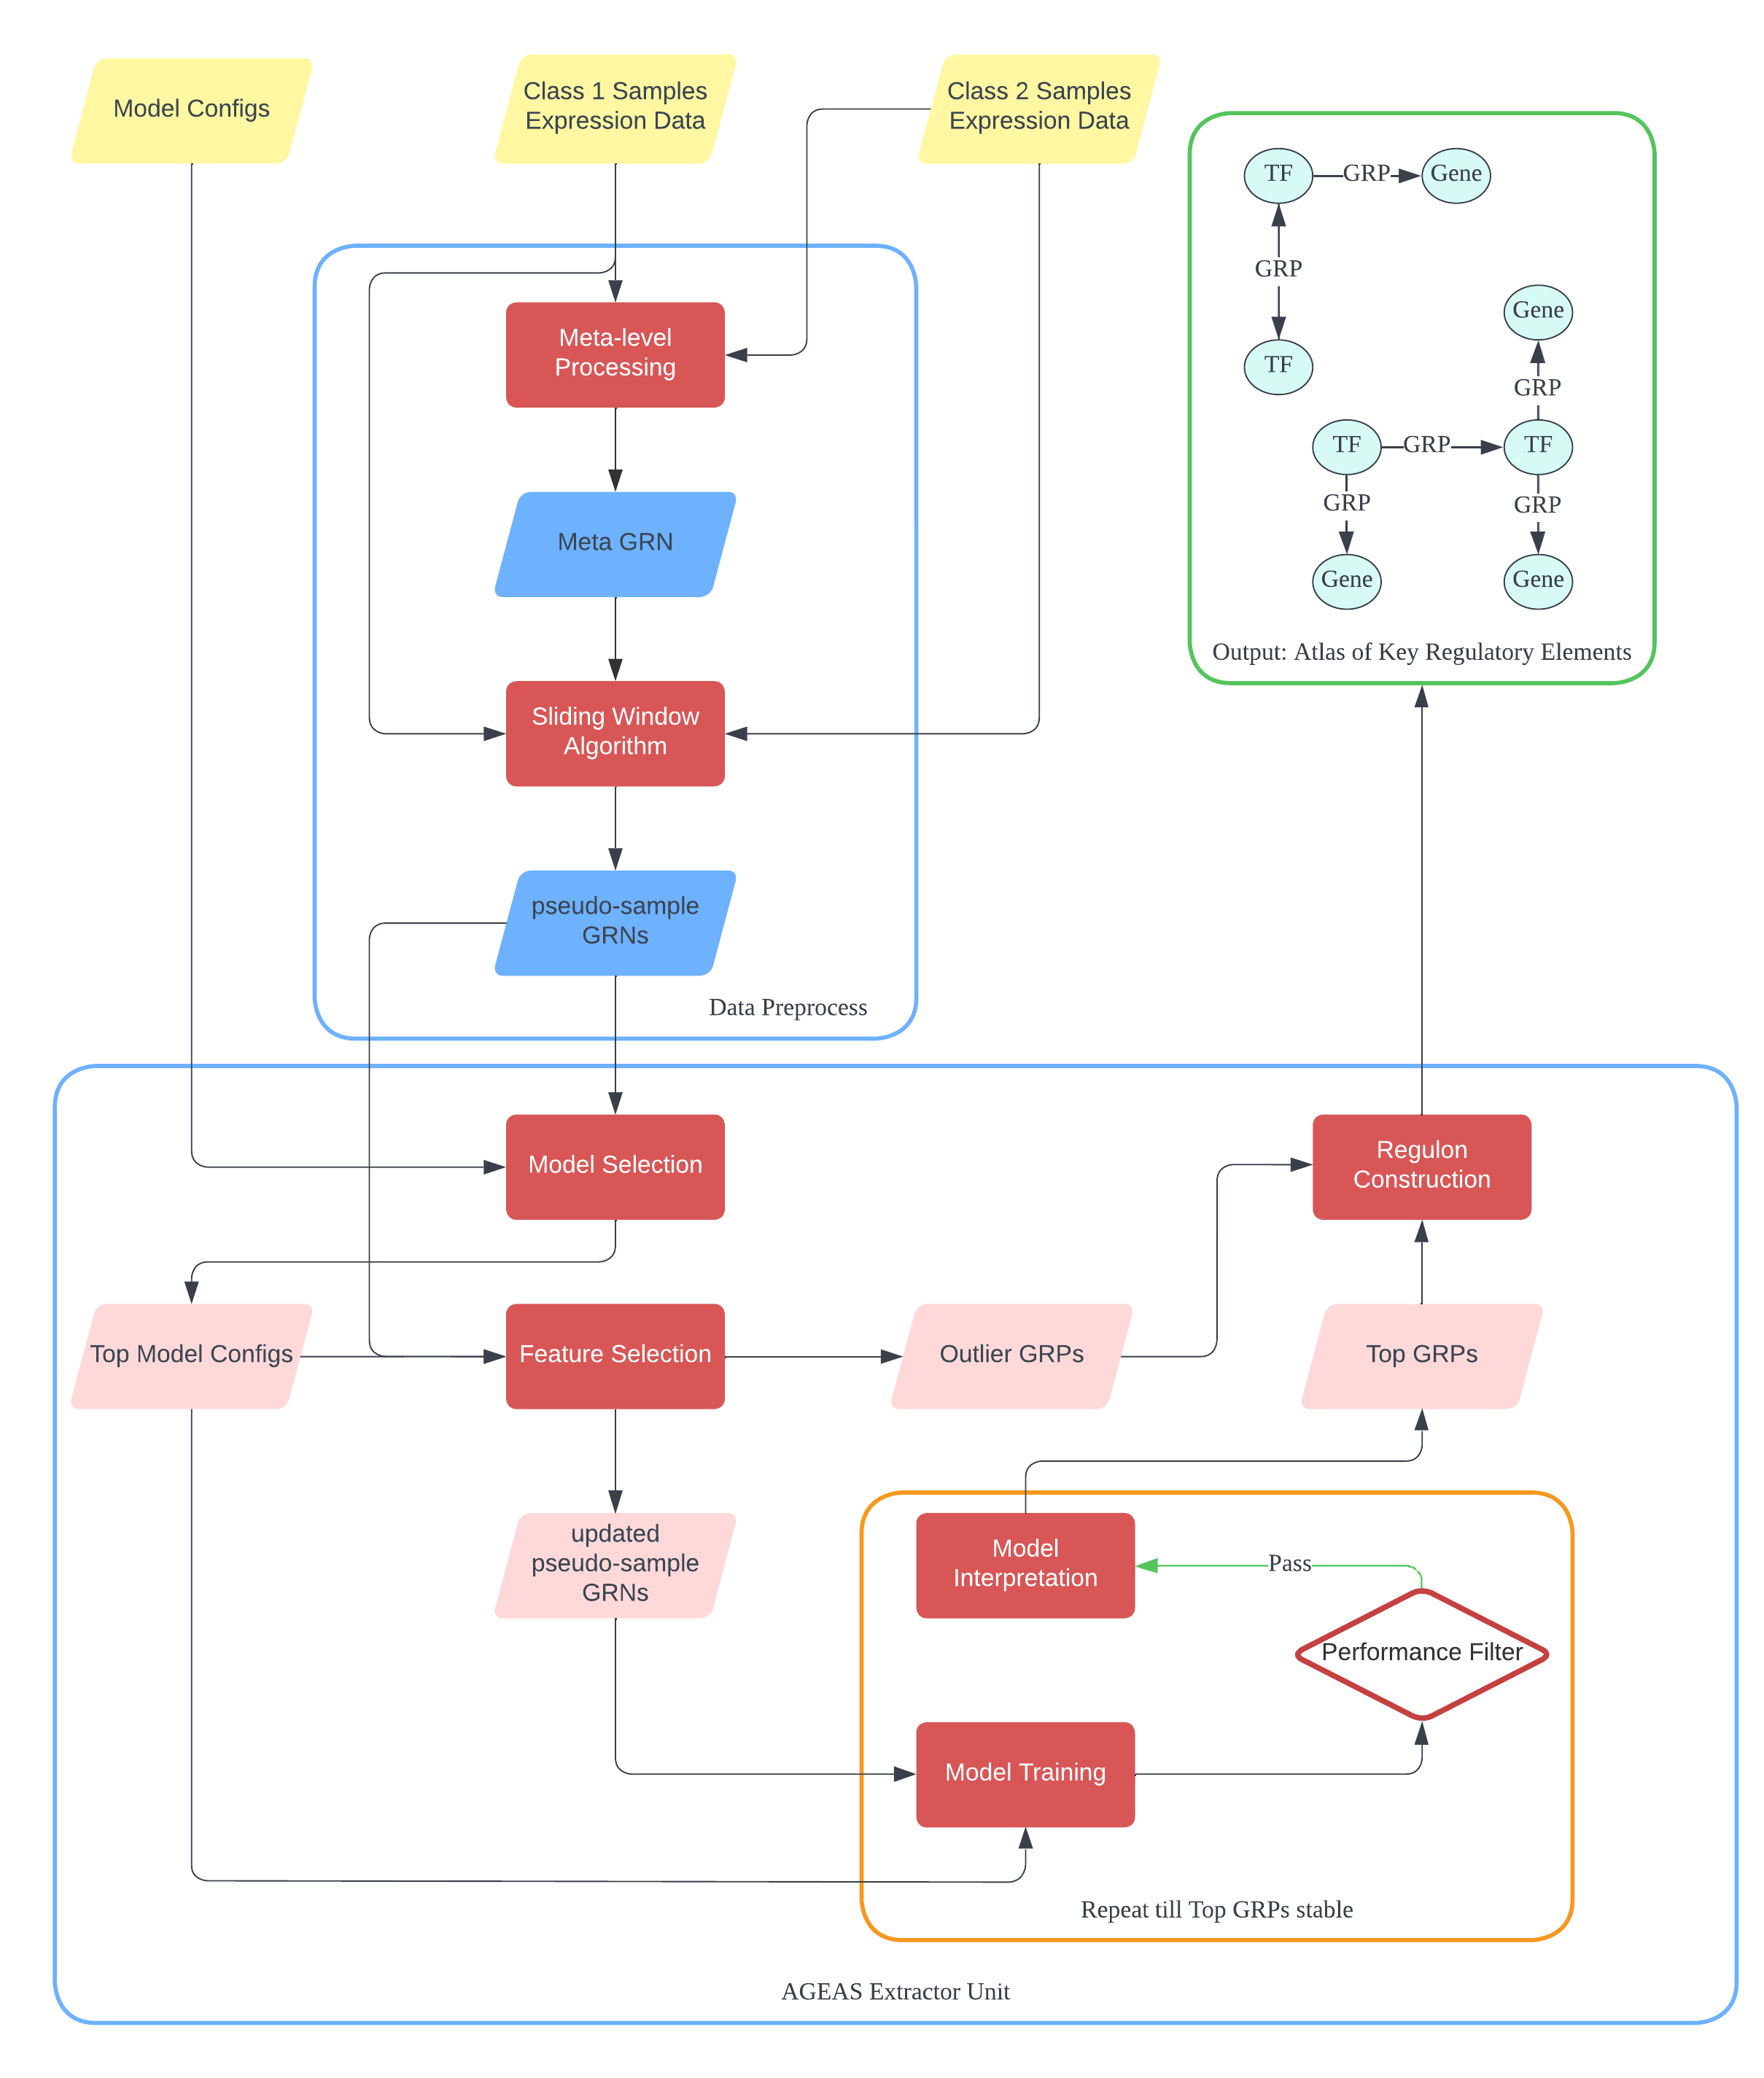 Model Configs
Class 1 Samples
Expression Data
Class 2 Samples
Expression Data
TF
GRP
Gene
GRP
TF
Gene
GRP
TF
GRP
TF
GRP
GRP
Gene
Gene
Output: Atlas of Key Regulatory Elements
Meta-level
Processing
Meta GRN
Sliding Window
Algorithm
pseudo-sample
GRNs
Data Preprocess
Model Selection
Regulon
Construction
Top Model Configs
Feature Selection
Outlier GRPs
Top GRPs
updated
pseudo-sample
GRNs
Model
Interpretation
Pass
Performance Filter
Model Training
Repeat till Top GRPs stable
AGEAS Extractor Unit